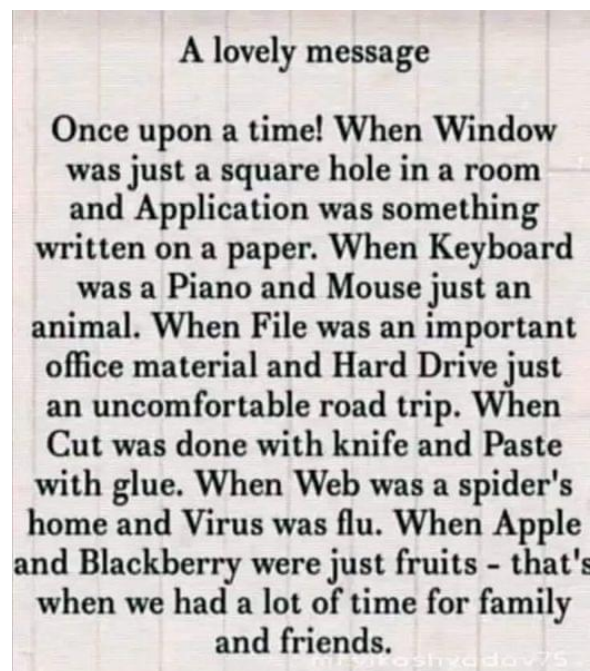 A lovely message
Once upon a time! When Window
was just a square hole in a room
and Application was something
written on a paper. When Keyboard
was a Piano and Mouse just an
animal. When File was an important
office material and Hard Drive just
an uncomfortable road trip. When
Cut was done with knife and Paste
with glue. When Web was a spider's
home and Virus was flu. When Apple
and Blackberry were just fruits - that's
when we had a lot of time for family
and friends.